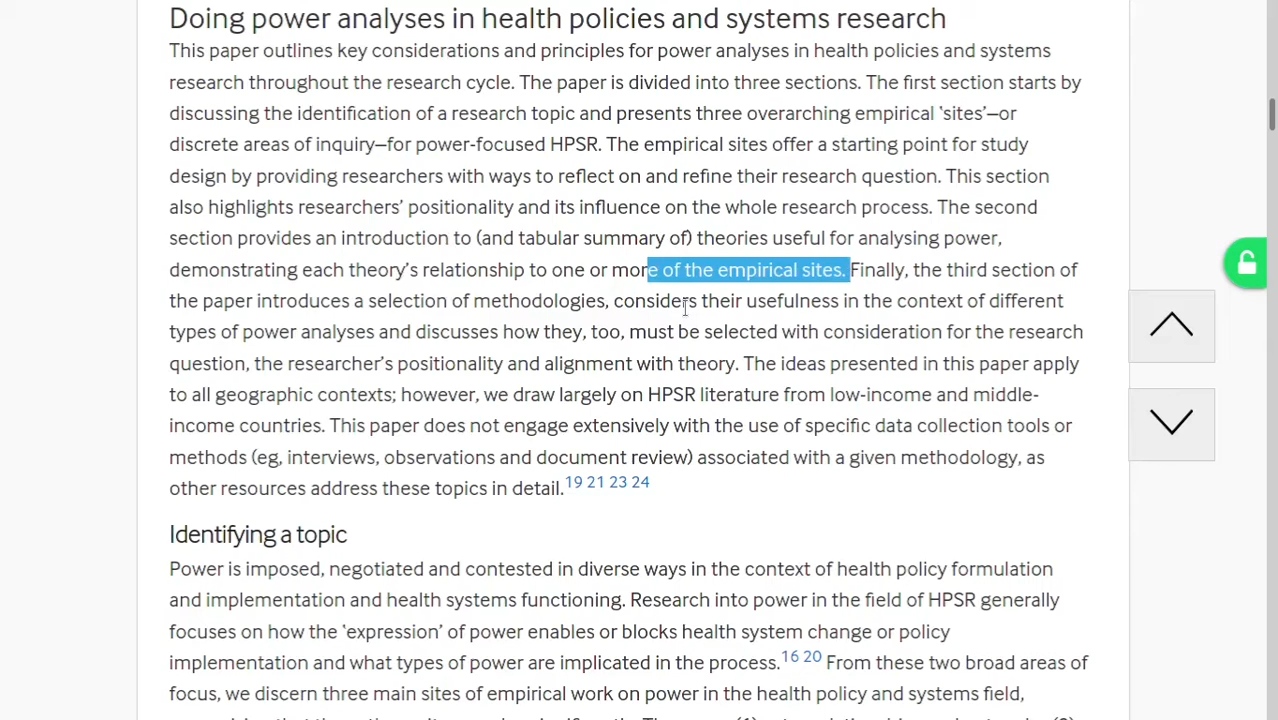 Doing power analyses in health policies and systems research
This paper outlines key considerations and principles for power analyses in health policies and systems
research throughout the research cycle. The paper is divided into three sections. The first section starts by
discussing the identification of a research topic and presents three overarching empirical ‘sites’—or
discrete areas of inquiry—for power-focused HPSR. The empirical sites offer a starting point for study
design by providing researchers with ways to reflect on and refine their research question. This section
also highlights researchers’ positionality and its influence on the whole research process. The second
section provides an introduction to (and tabular summary of) theories useful for analysing power,
demonstrating each theory’s relationship to one or more of the empirical sites. Finally, the third section of
the paper introduces a selection of methodologies, considers their usefulness in the context of different
types of power analyses and discusses how they, too, must be selected with consideration for the research
question, the researcher’s positionality and alignment with theory. The ideas presented in this paper apply
to all geographic contexts; however, we draw largely on HPSR literature from low-income and middle-
income countries. This paper does not engage extensively with the use of specific data collection tools or
methods (eg, interviews, observations and document review) associated with a given methodology, as
other resources address these topics in detail.19 21 23 24
Identifying a topic
Power is imposed, negotiated and contested in diverse ways in the context of health policy formulation
and implementation and health systems functioning. Research into power in the field of HPSR generally
focuses on how the ‘expression’ of power enables or blocks health system change or policy
implementation and what types of power are implicated in the process.16 20 From these two broad areas of
focus, we discern three main sites of empirical work on power in the health policy and systems field,